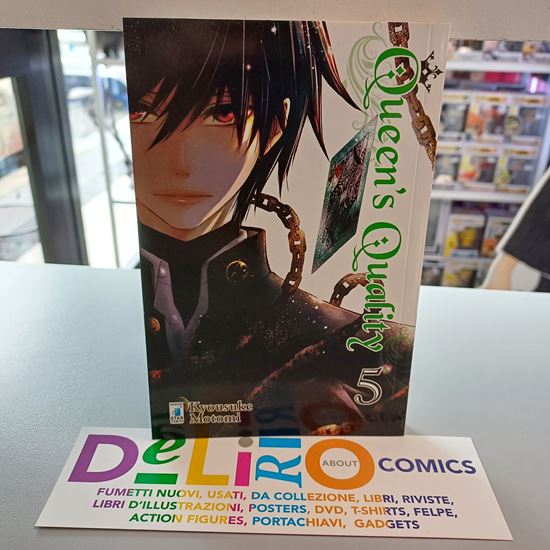 Queen's Quality
5
STAR
Kyousuke
Motomi
DeLiRiO ABOUT COMICS
FUMETTI NUOVI, USATI, DA COLLEZIONE, LIBRI, RIVISTE,
LIBRI D'ILLUSTRAZIONI, POSTERS, DVD, T-SHIRTS, FELPE,
ACTION FIGURES, PORTACHIAVI, GADGETS